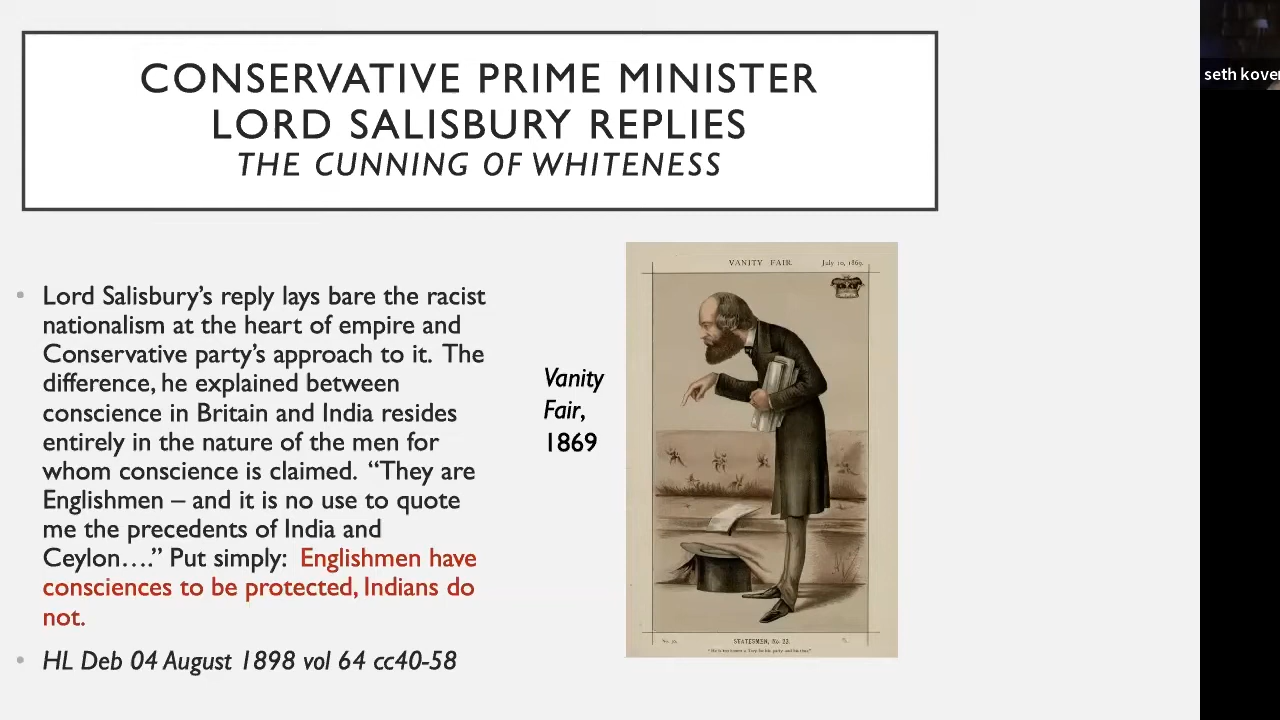 CONSERVATIVE PRIME MINISTER
LORD SALISBURY REPLIES
THE CUNNING OF WHITENESS
seth kove
• Lord Salisbury's reply lays bare the racist
nationalism at the heart of empire and
Conservative party's approach to it. The
difference, he explained between
conscience in Britain and India resides
entirely in the nature of the men for
whom conscience is claimed. “They are
Englishmen – and it is no use to quote
me the precedents of India and
Ceylon….” Put simply: Englishmen have
consciences to be protected, Indians do
not.
• HL Deb 04 August 1898 vol 64 cc40-58
Vanity
Fair,
1869
VANITY FAIR. July 10, 1869.
STATESMEN, No. 22.